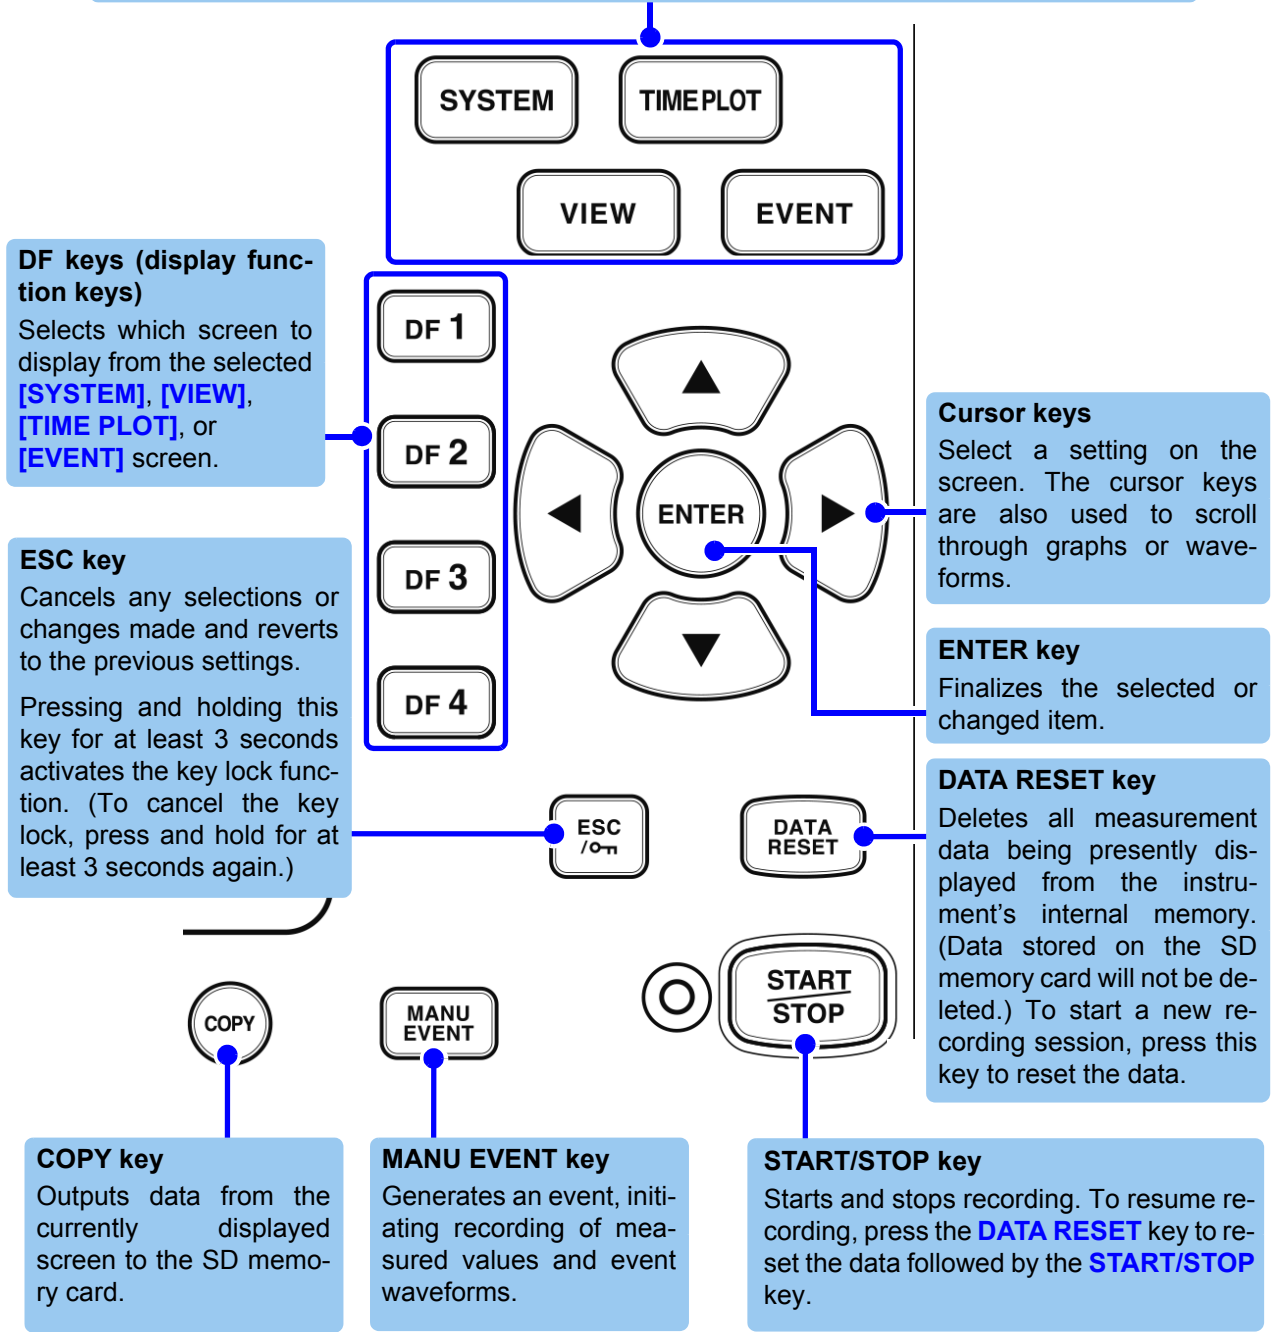 SYSTEM
TIMEPLOT
VIEW
EVENT
DF keys (display func-
tion keys)
Selects which screen to
display from the selected
[SYSTEM], [VIEW],
[TIME PLOT], or
[EVENT] screen.
DF 1
DF 2
DF 3
DF 4
ENTER
Cursor keys
Select a setting on the
screen. The cursor keys
are also used to scroll
through graphs or wave-
forms.
ESC key
Cancels any selections or
changes made and reverts
to the previous settings.
Pressing and holding this
key for at least 3 seconds
activates the key lock func-
tion. (To cancel the key
lock, press and hold for at
least 3 seconds again.)
ENTER key
Finalizes the selected or
changed item.
ESC
/
DATA
RESET
DATA RESET key
Deletes all measurement
data being presently dis-
played from the instru-
ment's internal memory.
(Data stored on the SD
memory card will not be de-
leted.) To start a new re-
cording session, press this
key to reset the data.
COPY
MANU
EVENT
START
STOP
COPY key
Outputs data from the
currently displayed
screen to the SD memo-
ry card.
MANU EVENT key
Generates an event, initi-
ating recording of mea-
sured values and event
waveforms.
START/STOP key
Starts and stops recording. To resume re-
cording, press the DATA RESET key to re-
set the data followed by the START/STOP
key.